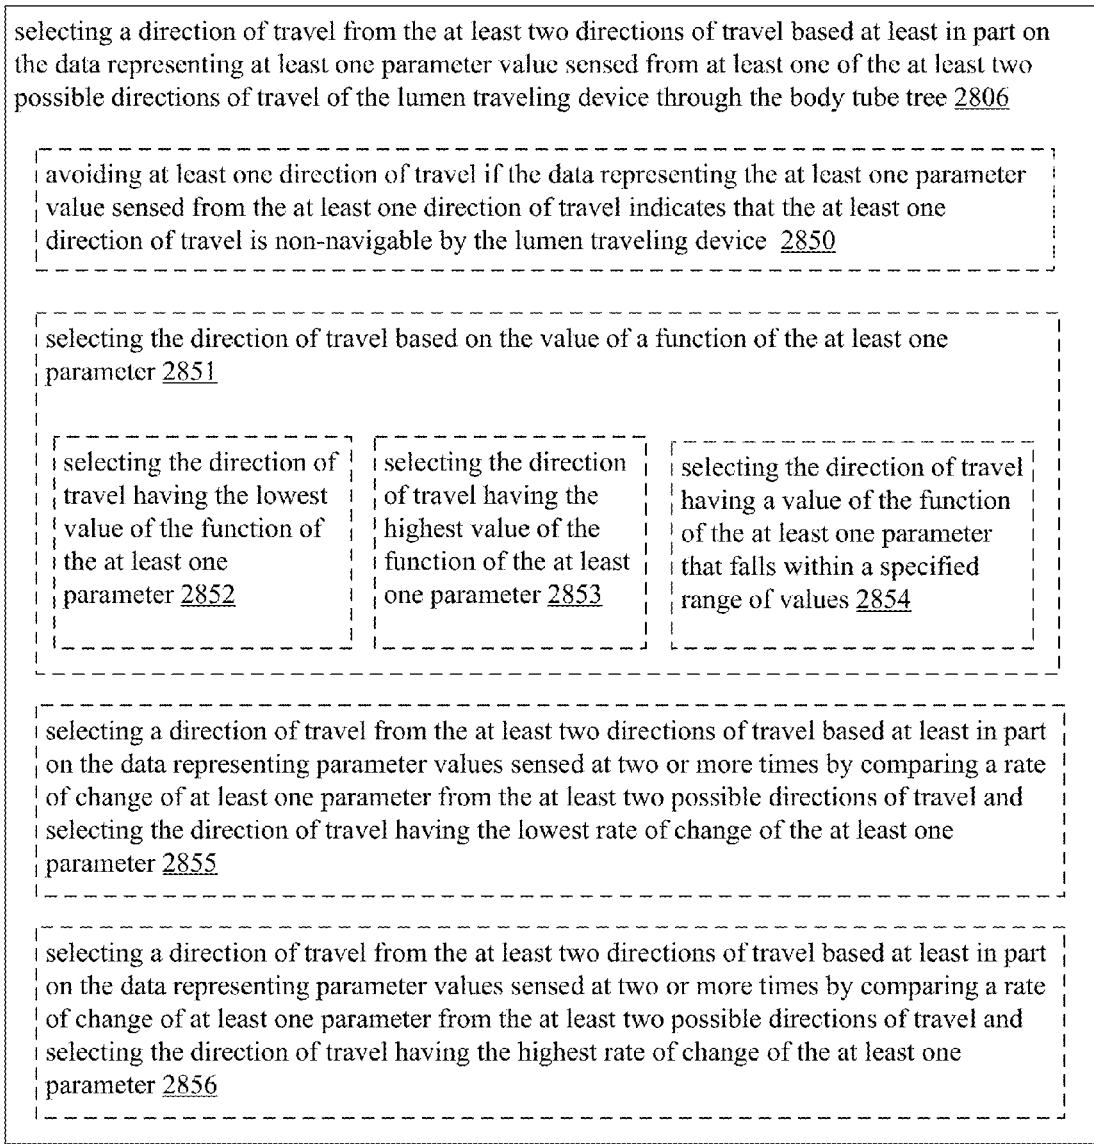 selecting a direction of travel from the at least two directions of travel based at least in part on
the data representing at least one parameter value sensed from at least one of the at least two
possible directions of travel of the lumen traveling device through the body tube tree 2806
avoiding at least one direction of travel if the data representing the at least one parameter
value sensed from the at least one direction of travel indicates that the at least one
direction of travel is non-navigable by the lumen traveling device 2850
selecting the direction of travel based on the value of a function of the at least one
parameter 2851
selecting the direction of
travel having the lowest
value of the function of
the at least one
parameter 2852
selecting the direction
of travel having the
highest value of the
function of the at least
one parameter 2853
selecting the direction of travel
having a value of the function
of the at least one parameter
that falls within a specified
range of values 2854
selecting a direction of travel from the at least two directions of travel based at least in part
on the data representing parameter values sensed at two or more times by comparing a rate
of change of at least one parameter from the at least two possible directions of travel and
selecting the direction of travel having the lowest rate of change of the at least one
parameter 2855
selecting a direction of travel from the at least two directions of travel based at least in part
on the data representing parameter values sensed at two or more times by comparing a rate
of change of at least one parameter from the at least two possible directions of travel and
selecting the direction of travel having the highest rate of change of the at least one
parameter 2856